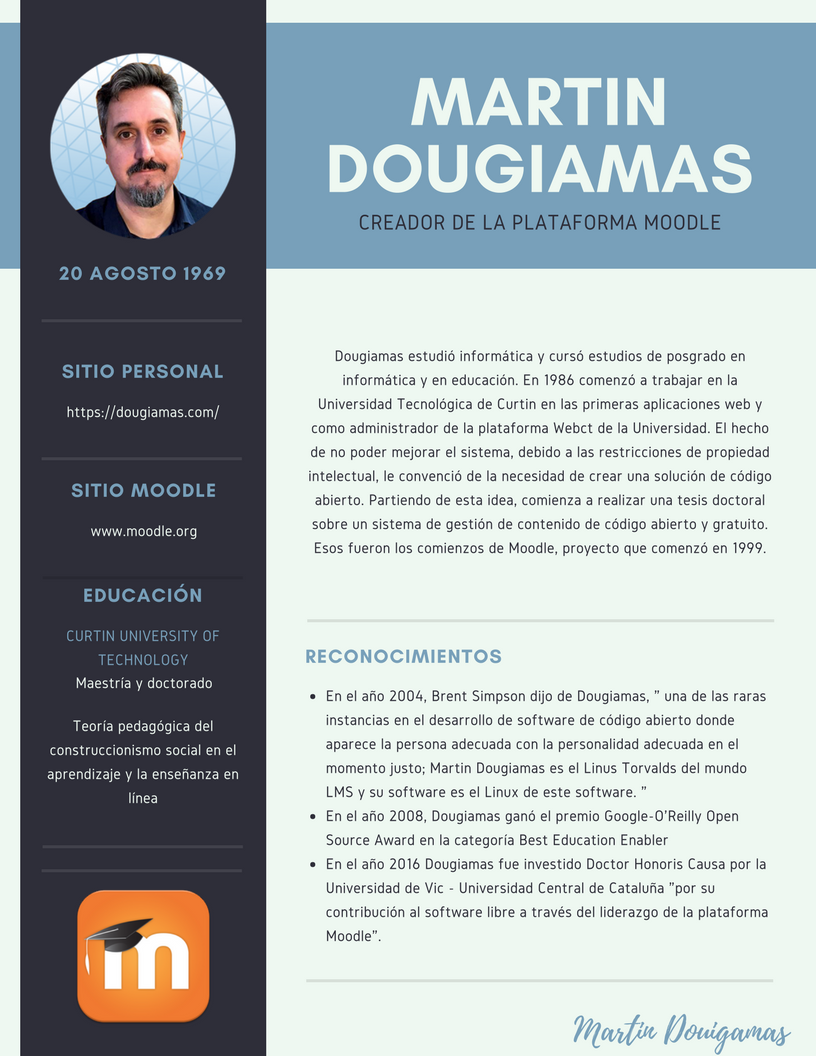 MARTIN
DOUGIAMAS
CREADOR DE LA PLATAFORMA MOODLE
20 AGOSTO 1969
SITIO PERSONAL
https://dougiamas.com/
SITIO MOODLE
www.moodle.org
EDUCACIÓN
CURTIN UNIVERSITY OF
TECHNOLOGY
Maestría y doctorado
Teoría pedagógica del
construccionismo social en el
aprendizaje y la enseñanza en
línea
m
Dougiamas estudió informática y cursó estudios de posgrado en
informática y en educación. En 1986 comenzó a trabajar en la
Universidad Tecnológica de Curtin en las primeras aplicaciones web y
como administrador de la plataforma Webct de la Universidad. El hecho
de no poder mejorar el sistema, debido a las restricciones de propiedad
intelectual, le convenció de la necesidad de crear una solución de código
abierto. Partiendo de esta idea, comienza a realizar una tesis doctoral
sobre un sistema de gestión de contenido de código abierto y gratuito.
Esos fueron los comienzos de Moodle, proyecto que comenzó en 1999.
RECONOCIMIENTOS
• En el año 2004, Brent Simpson dijo de Dougiamas, " una de las raras
instancias en el desarrollo de software de código abierto donde
aparece la persona adecuada con la personalidad adecuada en el
momento justo; Martin Dougiamas es el Linus Torvalds del mundo
LMS y su software es el Linux de este software. "
• En el año 2008, Dougiamas ganó el premio Google-O'Reilly Open
Source Award en la categoría Best Education Enabler
• En el año 2016 Dougiamas fue investido Doctor Honoris Causa por la
Universidad de Vic - Universidad Central de Cataluña "por su
contribución al software libre a través del liderazgo de la plataforma
Moodle".
Martin Douigamas